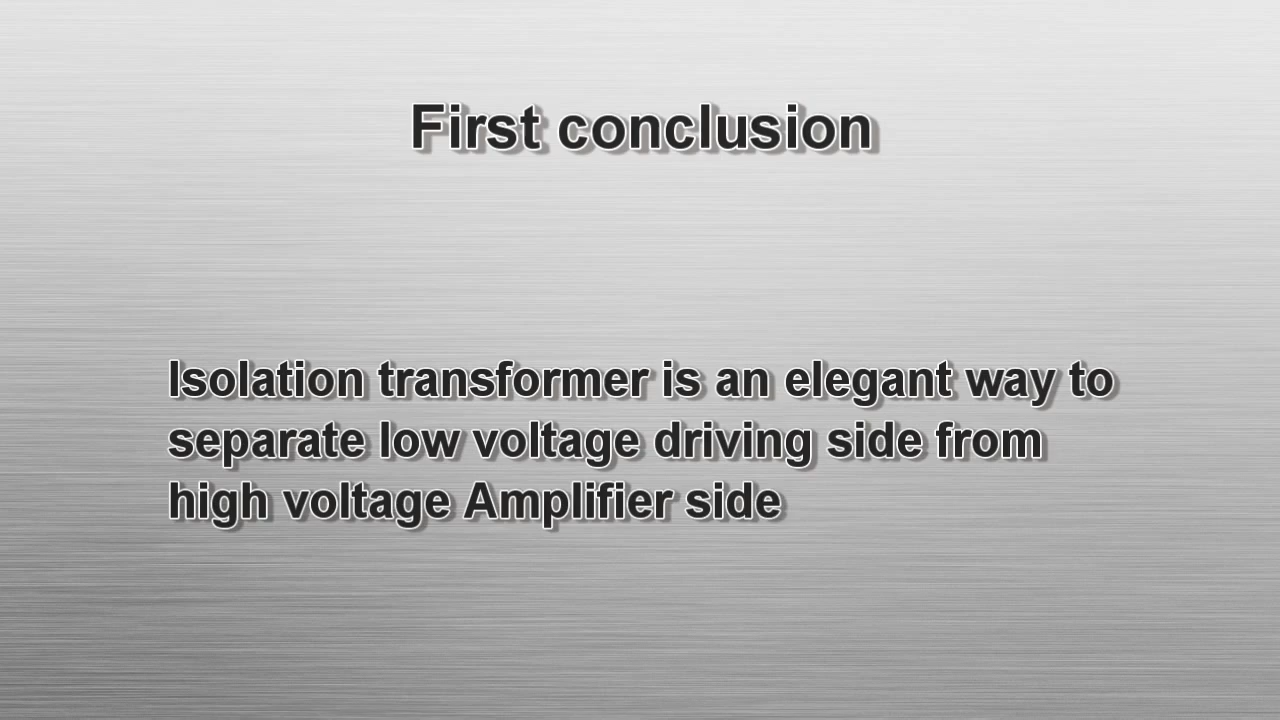 First conclusion
Isolation transformer is an elegant way to
separate low voltage driving side from
high voltage Amplifier side